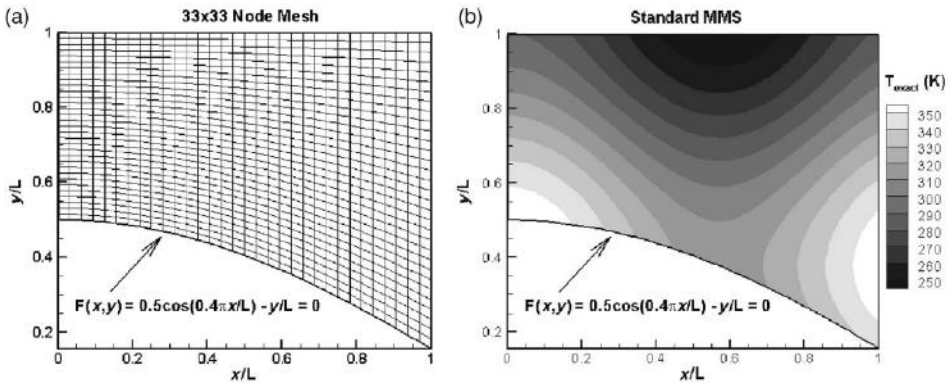 (a)
33x33 Node Mesh
1
0.8
y/L
0.6
0.4
0.2
F(x,y) = 0.5cos(0.4πx/L) - y/L = 0
0 0.2 0.4 0.6 0.8 1
x/L
(b)
Standard MMS
1
0.8
y/L
0.6
0.4
0.2
F(x,y) = 0.5cos(0.4πx/L) - y/L = 0
0 0.2 0.4 0.6 0.8 1
x/L
T exact (K)
350
340
330
320
310
300
290
280
270
260
250